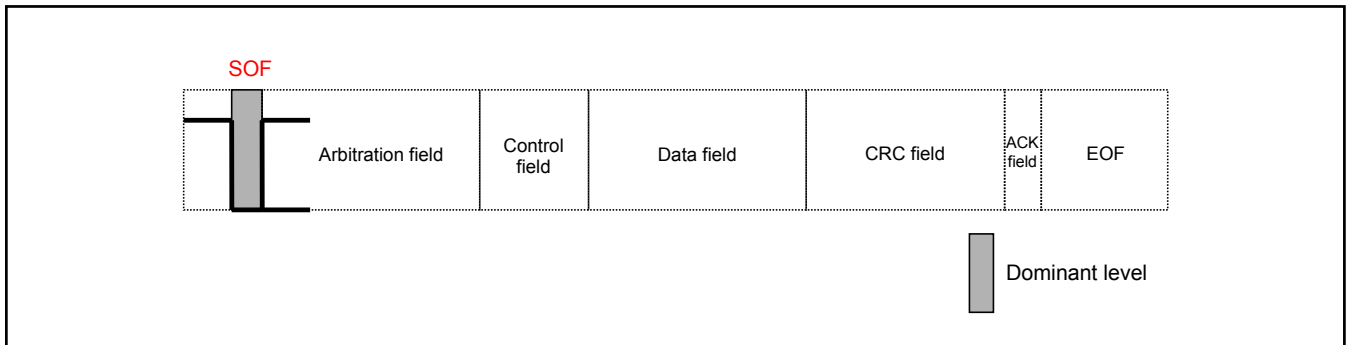 SOF
Arbitration field
Control
field
Data field
CRC field
ACK
field
EOF
Dominant level